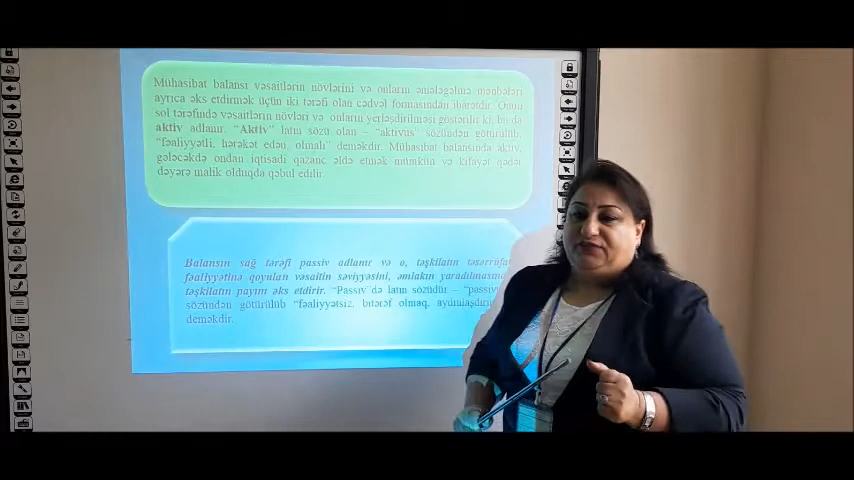 Mühasibat balansı vəsaitlərin növlərini və onların əmələgəlmə mənbələri
ayrıca əks etdirmək üçün iki tərəfi olan cədvəl formasından ibarətdir. Onun
sol tərəfində vəsaitlərin növləri və onların yerləşdirilməsi göstərilir ki, bu da
aktiv adlanır. "Aktiv" latın sözü olan – "aktivus" sözündən götürülüb,
"fəaliyyətli, hərəkət edən, olmalı" deməkdir. Mühasibat balansında aktiv,
gələcəkdə ondan iqtisadi qazanc əldə etmək mümkün və kifayət qədər
dəyərə malik olduqda qəbul edilir.
Balansın sağ tərəfi passiv adlanır və o, təşkilatın təsərrüfa
fəaliyyətinə qoyulan vəsaitin səviyyəsini, əmlakın yaradılmasın
təşkilatın payını əks etdirir. "Passiv"də latın sözüdür – "passiv
sözündən götürülüb "fəaliyyətsiz, bitərəf olmaq, aydınlaşdır
deməkdir.